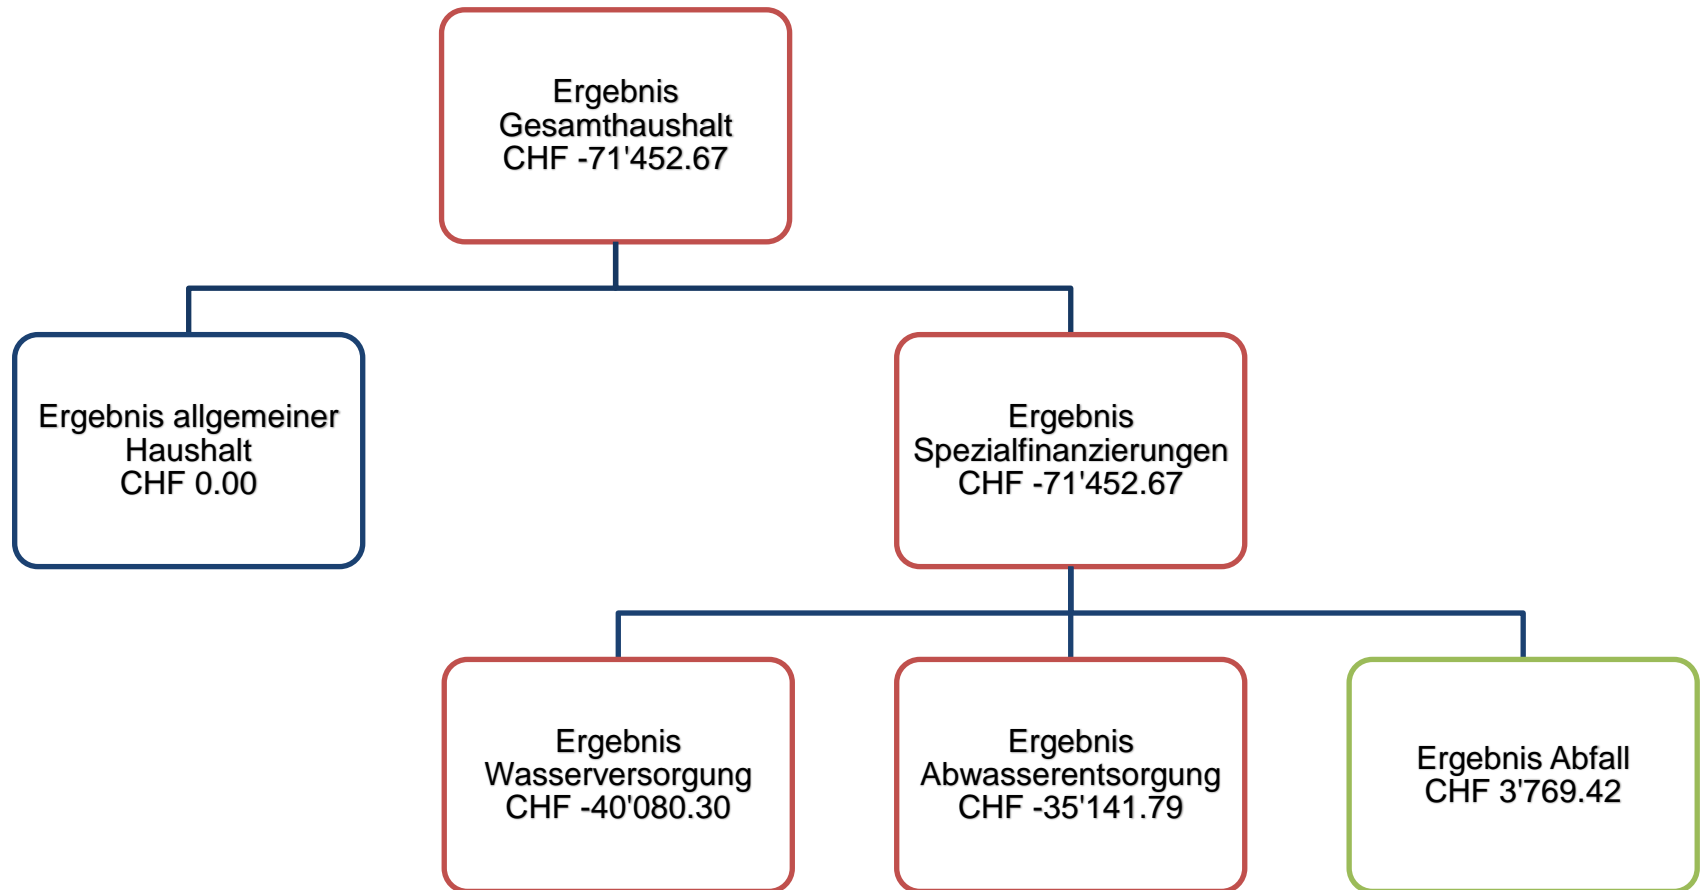 Ergebnis
Gesamthaushalt
CHF -71'452.67
Ergebnis allgemeiner
Haushalt
CHF 0.00
Ergebnis
Spezialfinanzierungen
CHF -71'452.67
Ergebnis
Wasserversorgung
CHF -40'080.30
Ergebnis
Abwasserentsorgung
CHF -35'141.79
Ergebnis Abfall
CHF 3'769.42